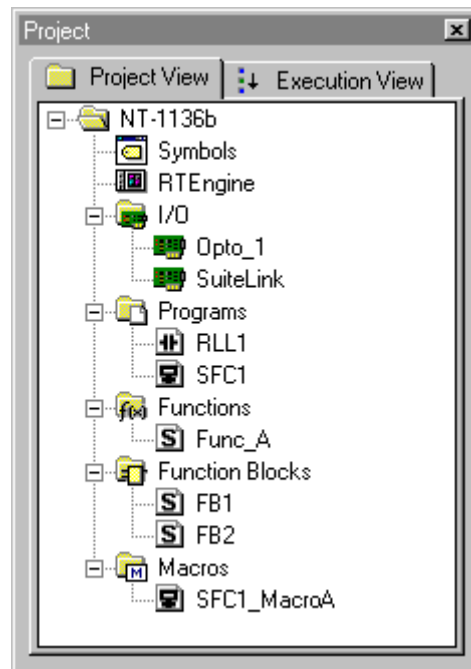 Project
Project View
Execution View
NT-1136b
Symbols
RTEngine
I/O
Opto_1
SuiteLink
Programs
RLL1
SFC1
f(x) Functions
S Func_A
Function Blocks
S FB1
S FB2
M Macros
SFC1_MacroA